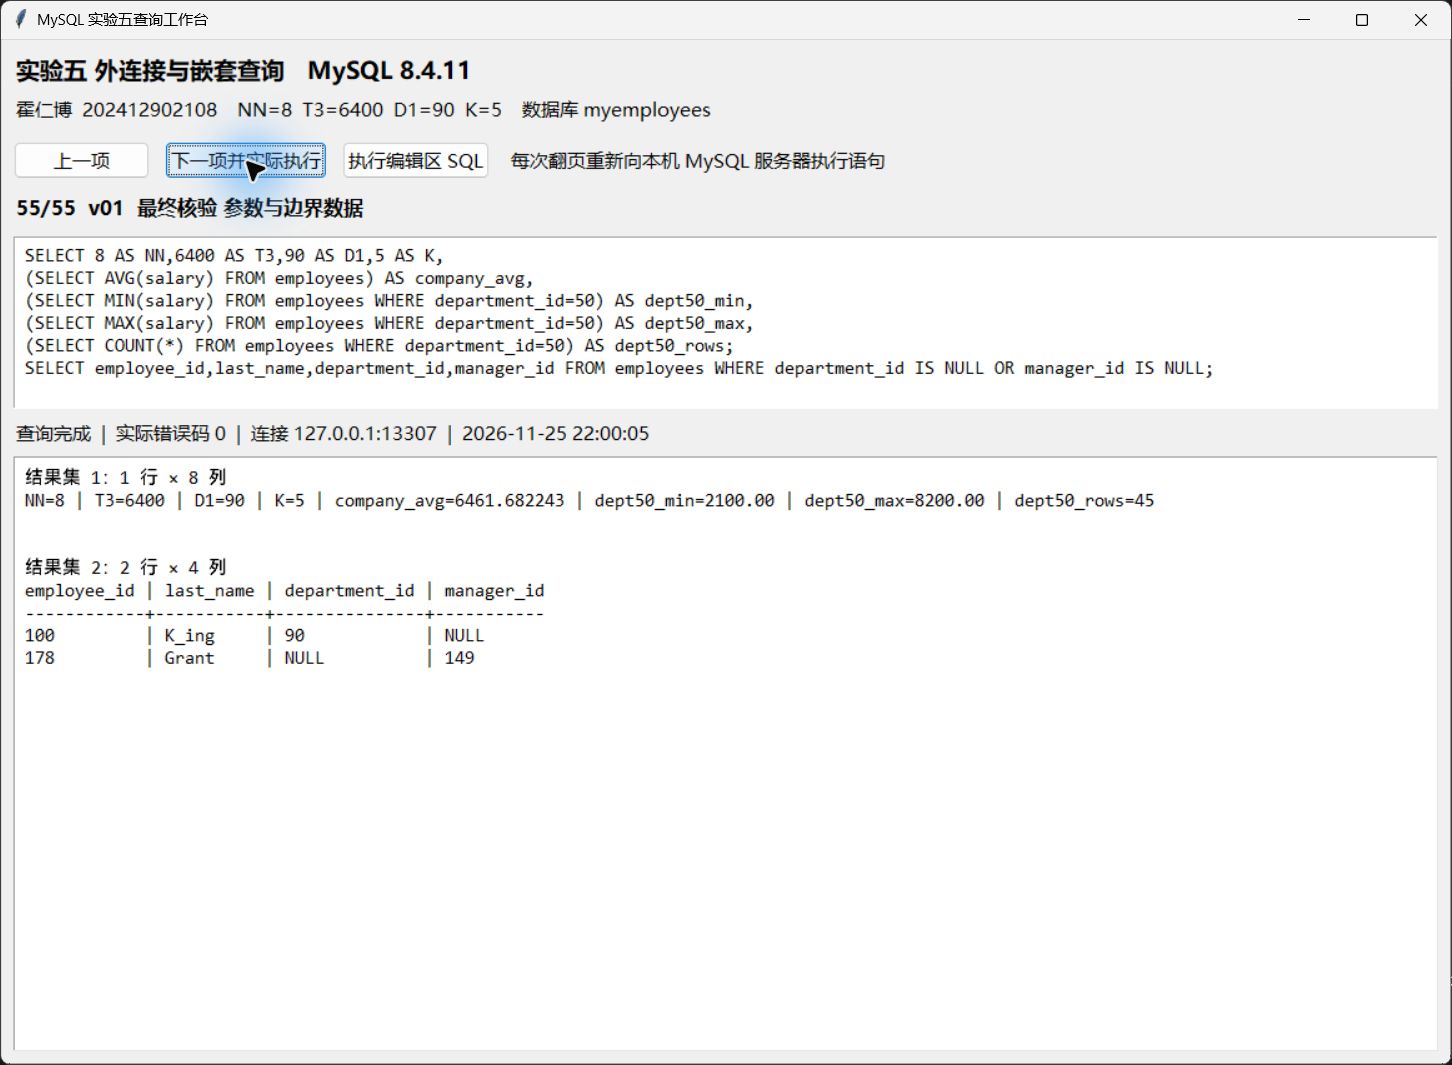 MySQL 实验五查询工作台
实验五 外连接与嵌套查询 MySQL 8.4.11
霍仁博 202412902108 NN=8 T3=6400 D1=90 K=5 数据库 myemployees
上一项 下一项并实际执行 执行编辑区 SQL 每次翻页重新向本机 MySQL 服务器执行语句
55/55 v01 最终核验 参数与边界数据
SELECT 8 AS NN,6400 AS T3,90 AS D1,5 AS K,
(SELECT AVG(salary) FROM employees) AS company_avg,
(SELECT MIN(salary) FROM employees WHERE department_id=50) AS dept50_min,
(SELECT MAX(salary) FROM employees WHERE department_id=50) AS dept50_max,
(SELECT COUNT(*) FROM employees WHERE department_id=50) AS dept50_rows;
SELECT employee_id,last_name,department_id,manager_id FROM employees WHERE department_id IS NULL OR manager_id IS NULL;
查询完成 | 实际错误码 0 | 连接 127.0.0.1:13307 | 2026-11-25 22:00:05
结果集 1: 1 行 × 8 列
NN=8 | T3=6400 | D1=90 | K=5 | company_avg=6461.682243 | dept50_min=2100.00 | dept50_max=8200.00 | dept50_rows=45
结果集 2: 2 行 × 4 列
employee_id | last_name | department_id | manager_id
------------+-----------+---------------+-----------
100 | K_ing | 90 | NULL
178 | Grant | NULL | 149